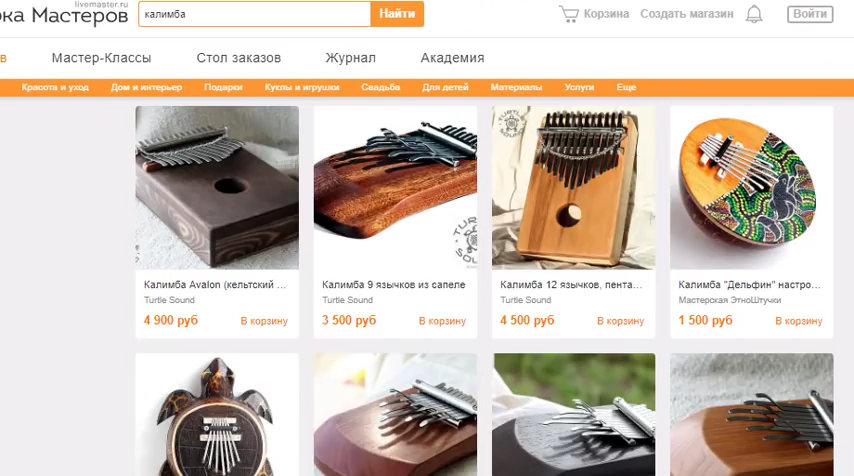 livemaster.ru
рка Мастеров
калимба
Найти
Корзина
Создать магазин
Войти
в
Мастер-Классы
Стол заказов
Журнал
Академия
Красота и уход
Дом и интерьер
Подарки
Куклы и игрушки
Свадьба
Для детей
Материалы
Услуги
Еще
TURTLE SOUND
Калимба Avalon (кельтский ...
Turtle Sound
4 900 руб
В корзину
Калимба 9 язычков из сапеле
Turtle Sound
3 500 руб
В корзину
Калимба 12 язычков, пента...
Turtle Sound
4 500 руб
В корзину
Калимба "Дельфин" настро...
Мастерская ЭтноШтучки
1 500 руб
В корзину